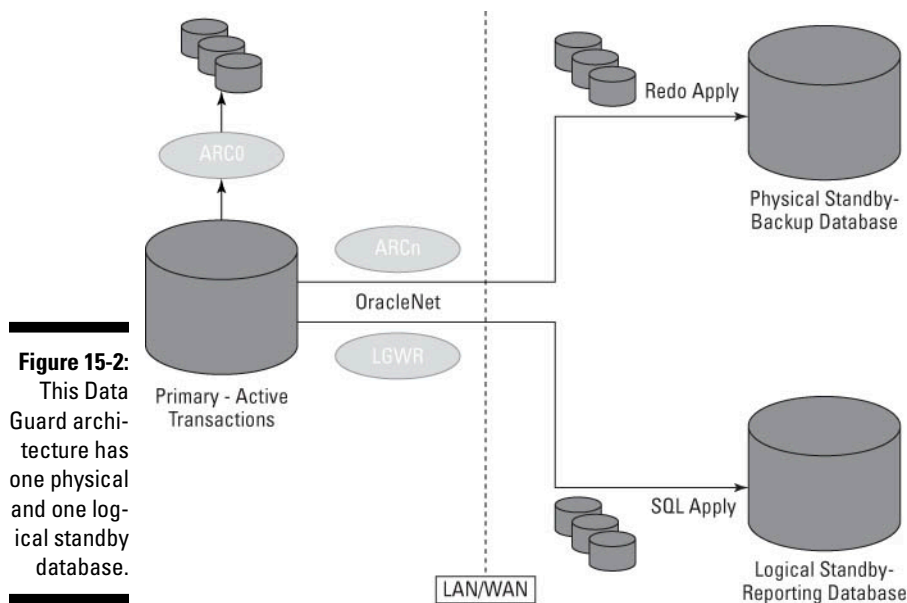 ARC0
Redo Apply
Physical Standby-
Backup Database
ARCn
OracleNet
LGWR
Primary - Active
Transactions
Figure 15-2:
This Data
Guard archi-
tecture has
one physical
and one log-
ical standby
database.
SQL Apply
Logical Standby-
Reporting Database
LAN/WAN